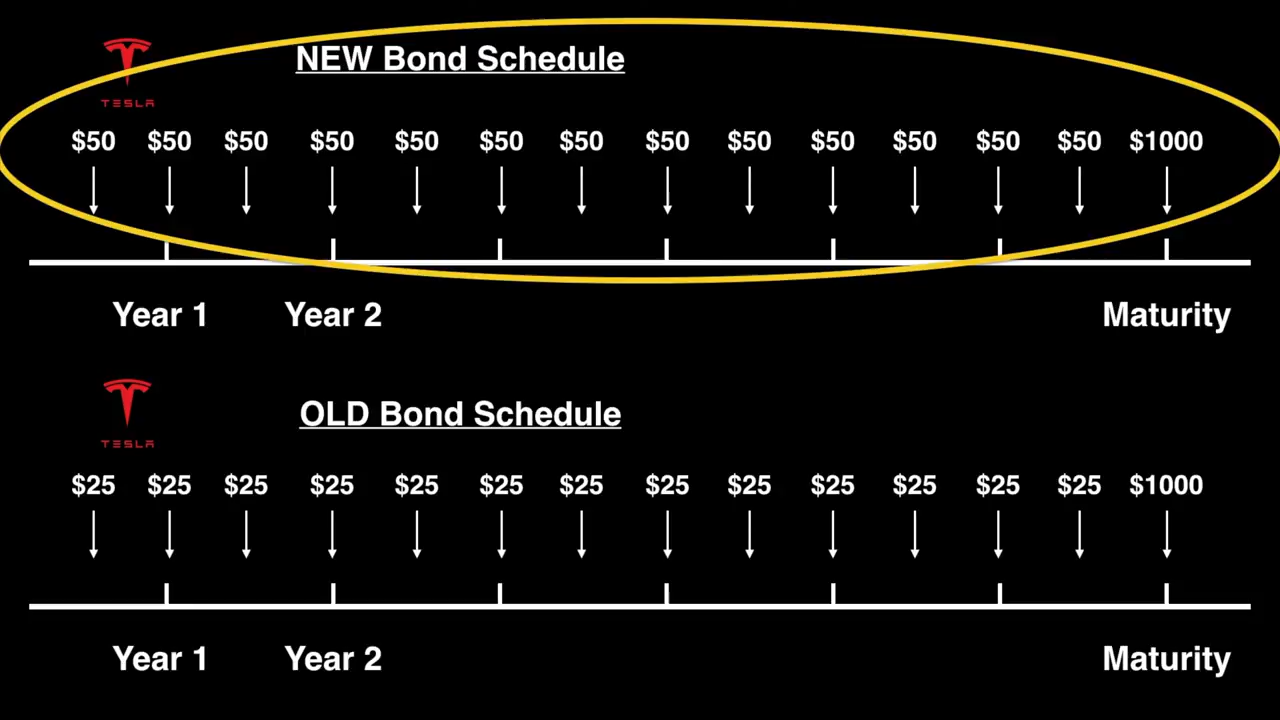 NEW Bond Schedule
TESLA
$50 $50 $50 $50 $50 $50 $50 $50 $50 $50 $50 $50 $50 $1000
Year 1 Year 2 Maturity
OLD Bond Schedule
TESLA
$25 $25 $25 $25 $25 $25 $25 $25 $25 $25 $25 $25 $25 $1000
Year 1 Year 2 Maturity